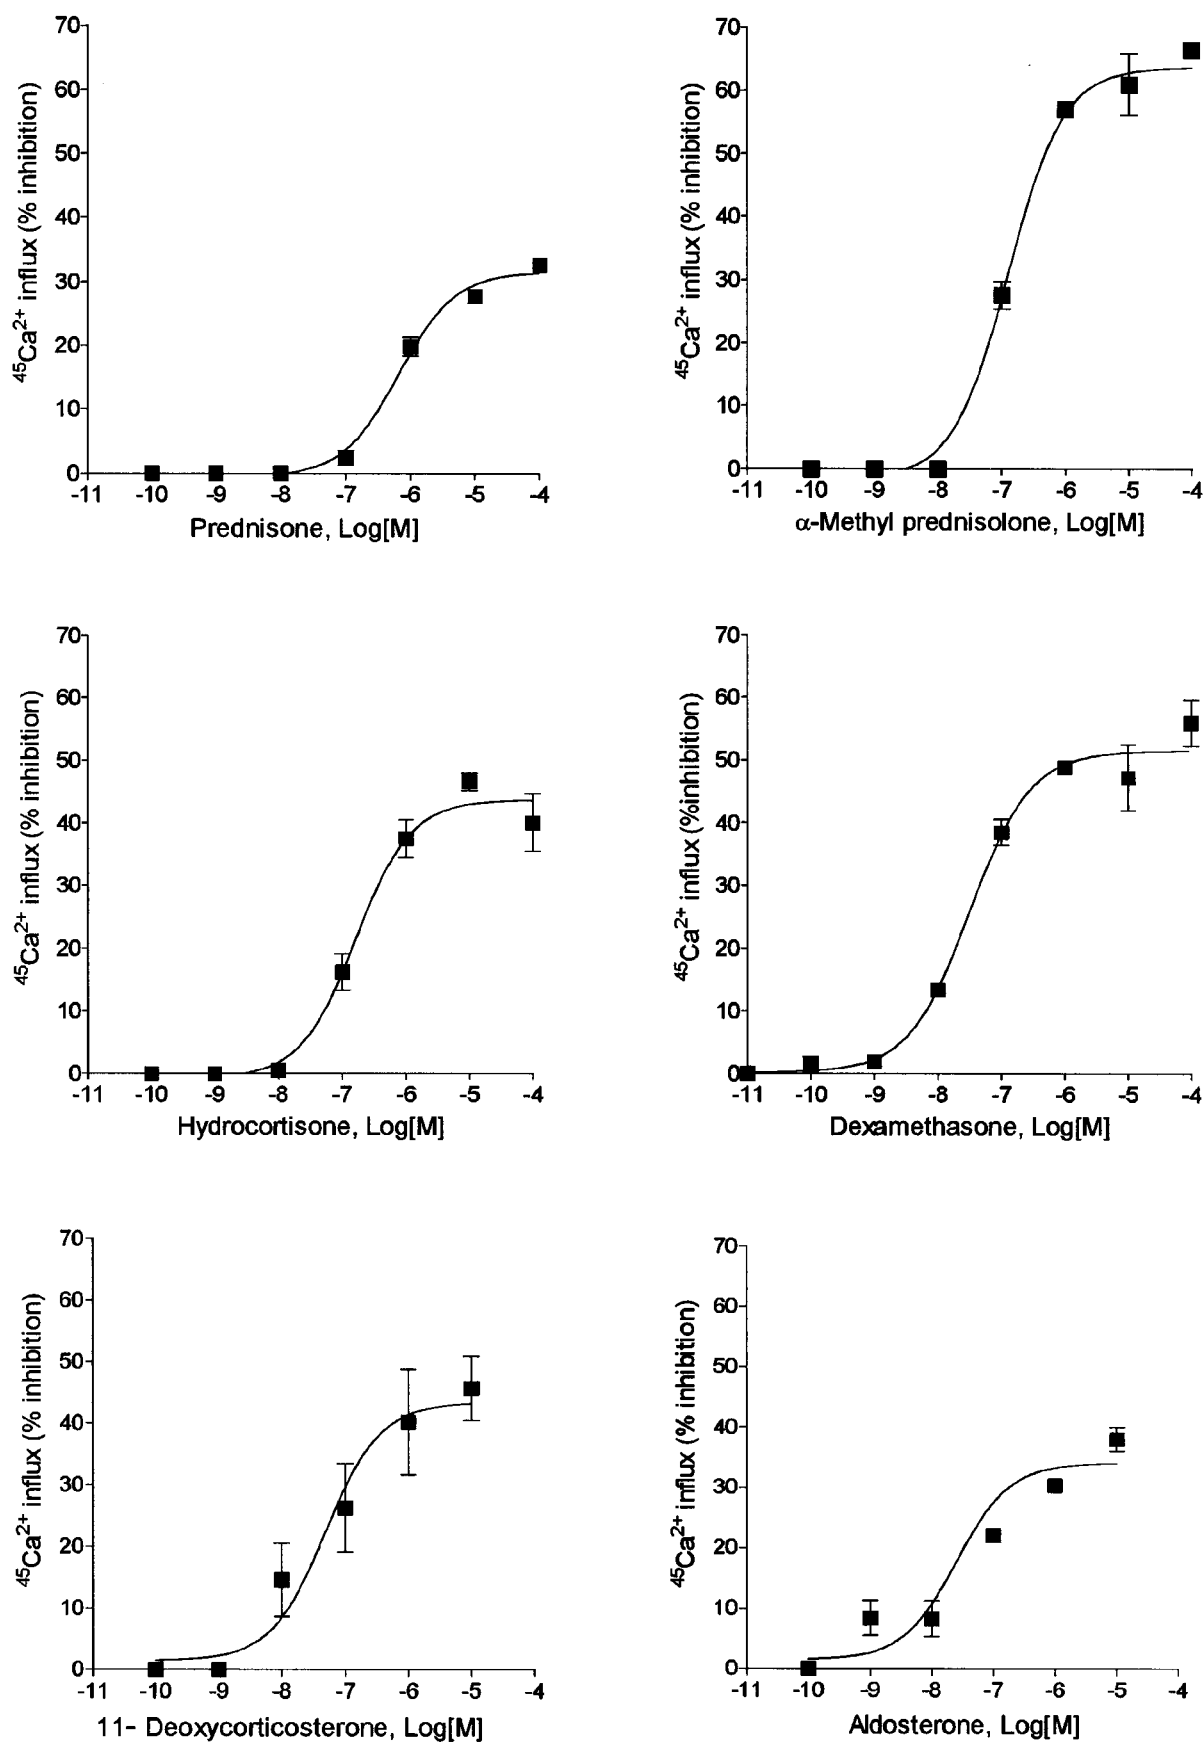 70
60
50
40
30
20
10
0
45Ca2+ influx (% inhibition)
-11 -10 -9 -8 -7 -6 -5 -4
Prednisone, Log[M]
70
60
50
40
30
20
10
0
45Ca2+ influx (% inhibition)
-11 -10 -9 -8 -7 -6 -5 -4
α-Methyl prednisolone, Log[M]
70
60
50
40
30
20
10
0
45Ca2+ influx (% inhibition)
-11 -10 -9 -8 -7 -6 -5 -4
Hydrocortisone, Log[M]
70
60
50
40
30
20
10
0
45Ca2+ influx (%inhibition)
-11 -10 -9 -8 -7 -6 -5 -4
Dexamethasone, Log[M]
70
60
50
40
30
20
10
0
45Ca2+ influx (% inhibition)
-11 -10 -9 -8 -7 -6 -5 -4
11- Deoxycorticosterone, Log[M]
70
60
50
40
30
20
10
0
45Ca2+ influx (% inhibition)
-11 -10 -9 -8 -7 -6 -5 -4
Aldosterone, Log[M]